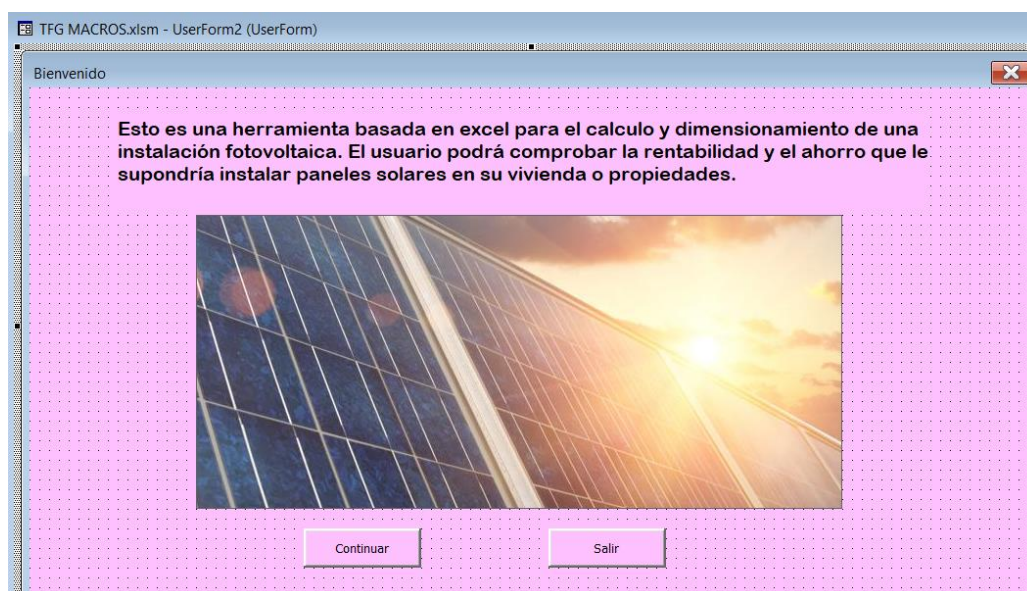 TFG MACROS.xlsm - UserForm2 (UserForm)
Bienvenido
Esto es una herramienta basada en excel para el calculo y dimensionamiento de una
instalación fotovoltaica. El usuario podrá comprobar la rentabilidad y el ahorro que le
supondría instalar paneles solares en su vivienda o propiedades.
Continuar
Salir